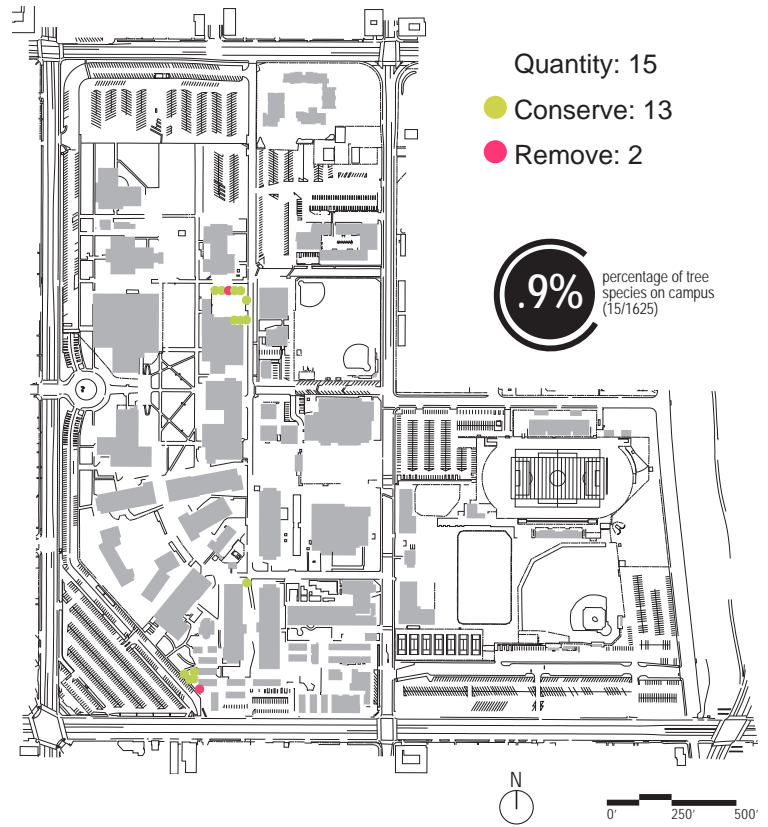 Quantity: 15
Conserve: 13
Remove: 2
.9%
percentage of tree
species on campus
(15/1625)
N
0' 250' 500'